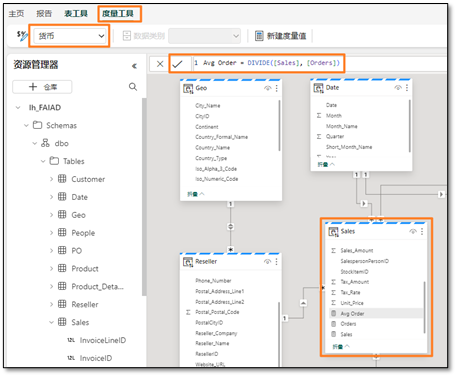 主页 报告 表工具 度量工具
$% 货币 数据类别 新建度量值
资源管理器
+ 仓库
lh_FAIAD
Schemas
dbo
Tables
Customer
Date
Geo
People
PO
Product
Product_Deta...
Reseller
Sales
InvoiceLineID
InvoiceID
1 Avg Order = DIVIDE([Sales], [Orders])
Geo
City_Name
CityID
Continent
Country_Formal_Name
Country_Name
Country_Type
Iso_Alpha_3_Code
Iso_Numeric_Code
折叠
Date
Date
Month
Month_Name
Quarter
Short_Month_Name
折叠
1
1
1
*
*
*
Reseller
Phone_Number
Postal_Address_Line1
Postal_Address_Line2
Postal_Postal_Code
PostalCityID
Reseller_Company
Reseller_Name
ResellerID
Website_URL
1
Sales
Sales_Amount
SalespersonPersonID
StockItemID
Tax_Amount
Tax_Rate
Unit_Price
Avg Order
Orders
Sales
折叠